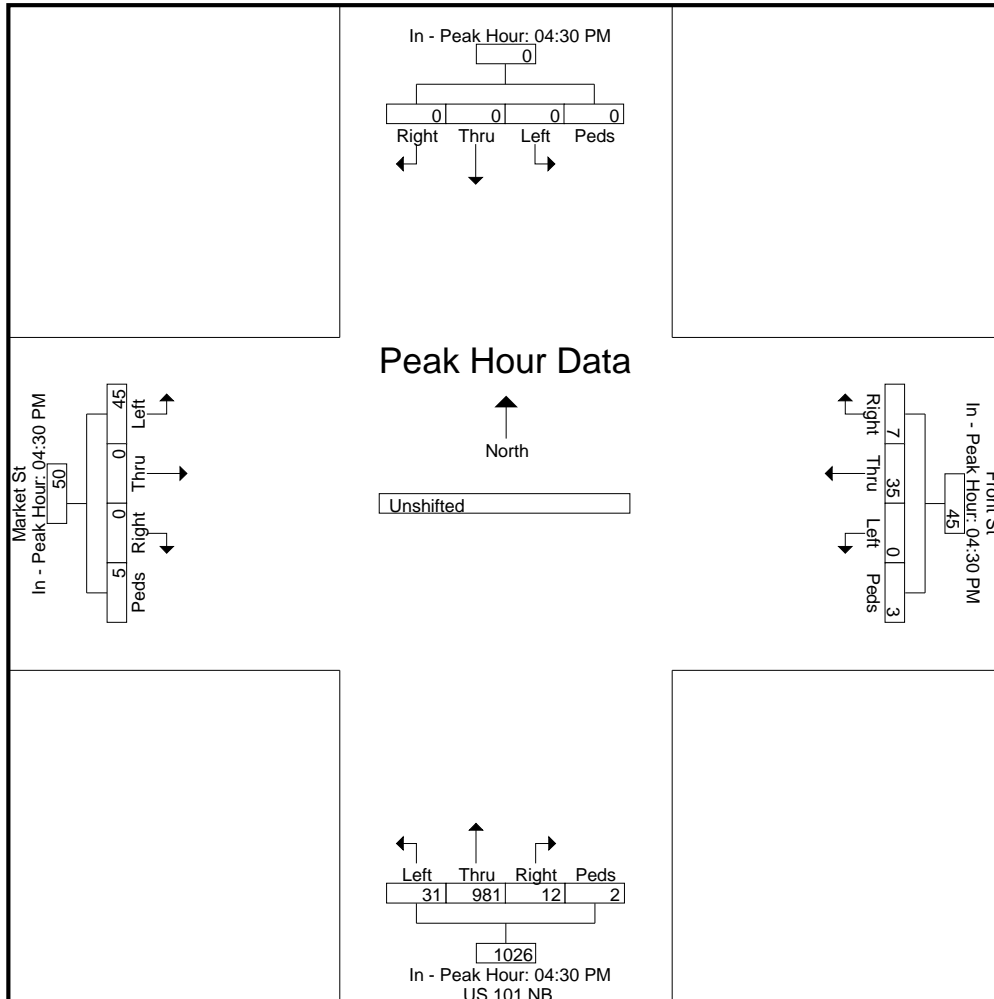 In - Peak Hour: 04:30 PM
0
0 0 0 0
Right Thru Left Peds
Peak Hour Data
North
Unshifted
Market St
In - Peak Hour: 04:30 PM
50
45 0 0 5
Left Thru Right Peds
Front St
In - Peak Hour: 04:30 PM
45
7 35 0 3
Right Thru Left Peds
Left Thru Right Peds
31 981 12 2
1026
In - Peak Hour: 04:30 PM
US 101 NB